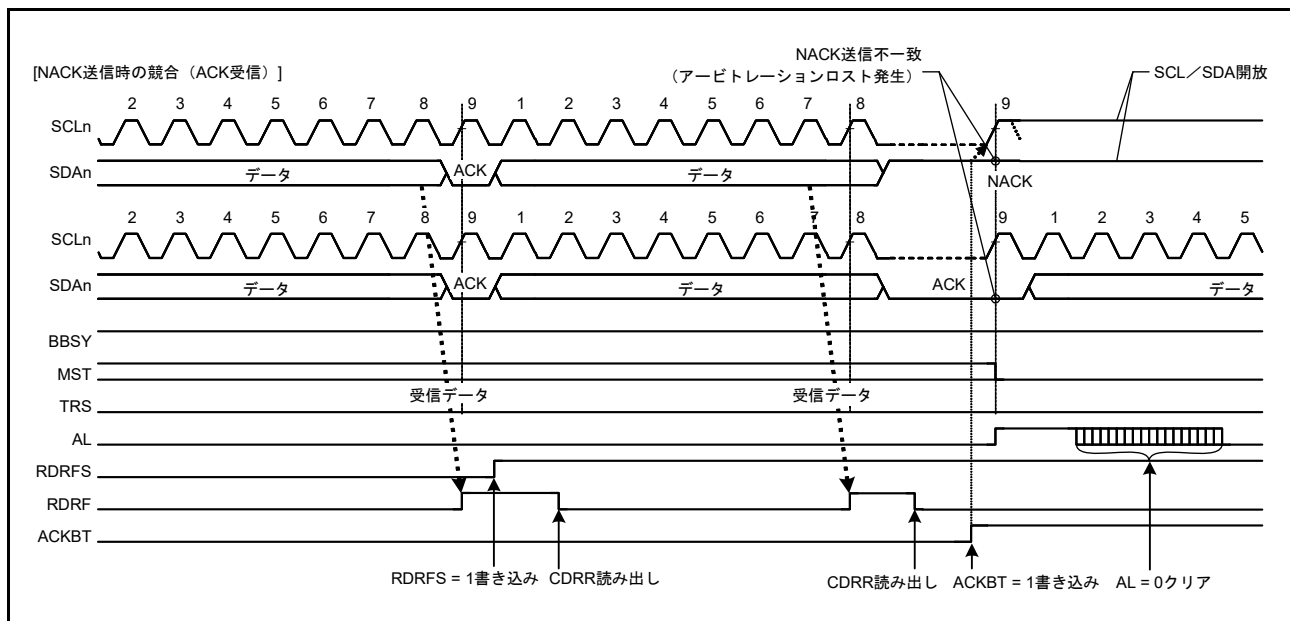 [NACK送信時の競合（ACK受信）]
NACK送信不一致
（アービトレーションロスト発生）
SCL／SDA開放
2 3 4 5 6 7 8 9 1 2 3 4 5 6 7 8 9
SCLn
SDAn データ ACK データ NACK
2 3 4 5 6 7 8 9 1 2 3 4 5 6 7 8 9 1 2 3 4 5
SCLn
SDAn データ ACK データ ACK データ
BBSY
MST
受信データ 受信データ
TRS
AL
RDRFS
RDRF
ACKBT
RDRFS = 1書き込み CDRR読み出し CDRR読み出し ACKBT = 1書き込み AL = 0クリア